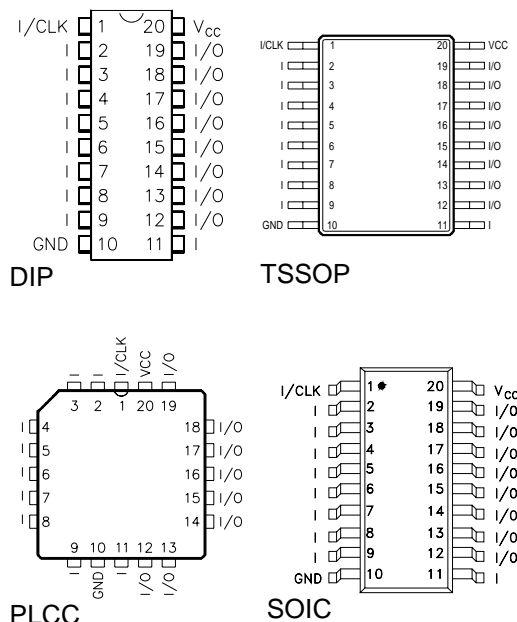 I/CLK 1 20 VCC
I 2 19 I/O
I 3 18 I/O
I 4 17 I/O
I 5 16 I/O
I 6 15 I/O
I 7 14 I/O
I 8 13 I/O
I 9 12 I/O
GND 10 11 I
DIP
I/CLK 1 20 VCC
I 2 19 I/O
I 3 18 I/O
I 4 17 I/O
I 5 16 I/O
I 6 15 I/O
I 7 14 I/O
I 8 13 I/O
I 9 12 I/O
GND 10 11 I
TSSOP
I I I/CLK VCC I/O
3 2 1 20 19
I 4 18 I/O
I 5 17 I/O
I 6 16 I/O
I 7 15 I/O
I 8 14 I/O
9 10 11 12 13
I GND I I/O I/O
PLCC
I/CLK 1 20 VCC
I 2 19 I/O
I 3 18 I/O
I 4 17 I/O
I 5 16 I/O
I 6 15 I/O
I 7 14 I/O
I 8 13 I/O
I 9 12 I/O
GND 10 11 I
SOIC